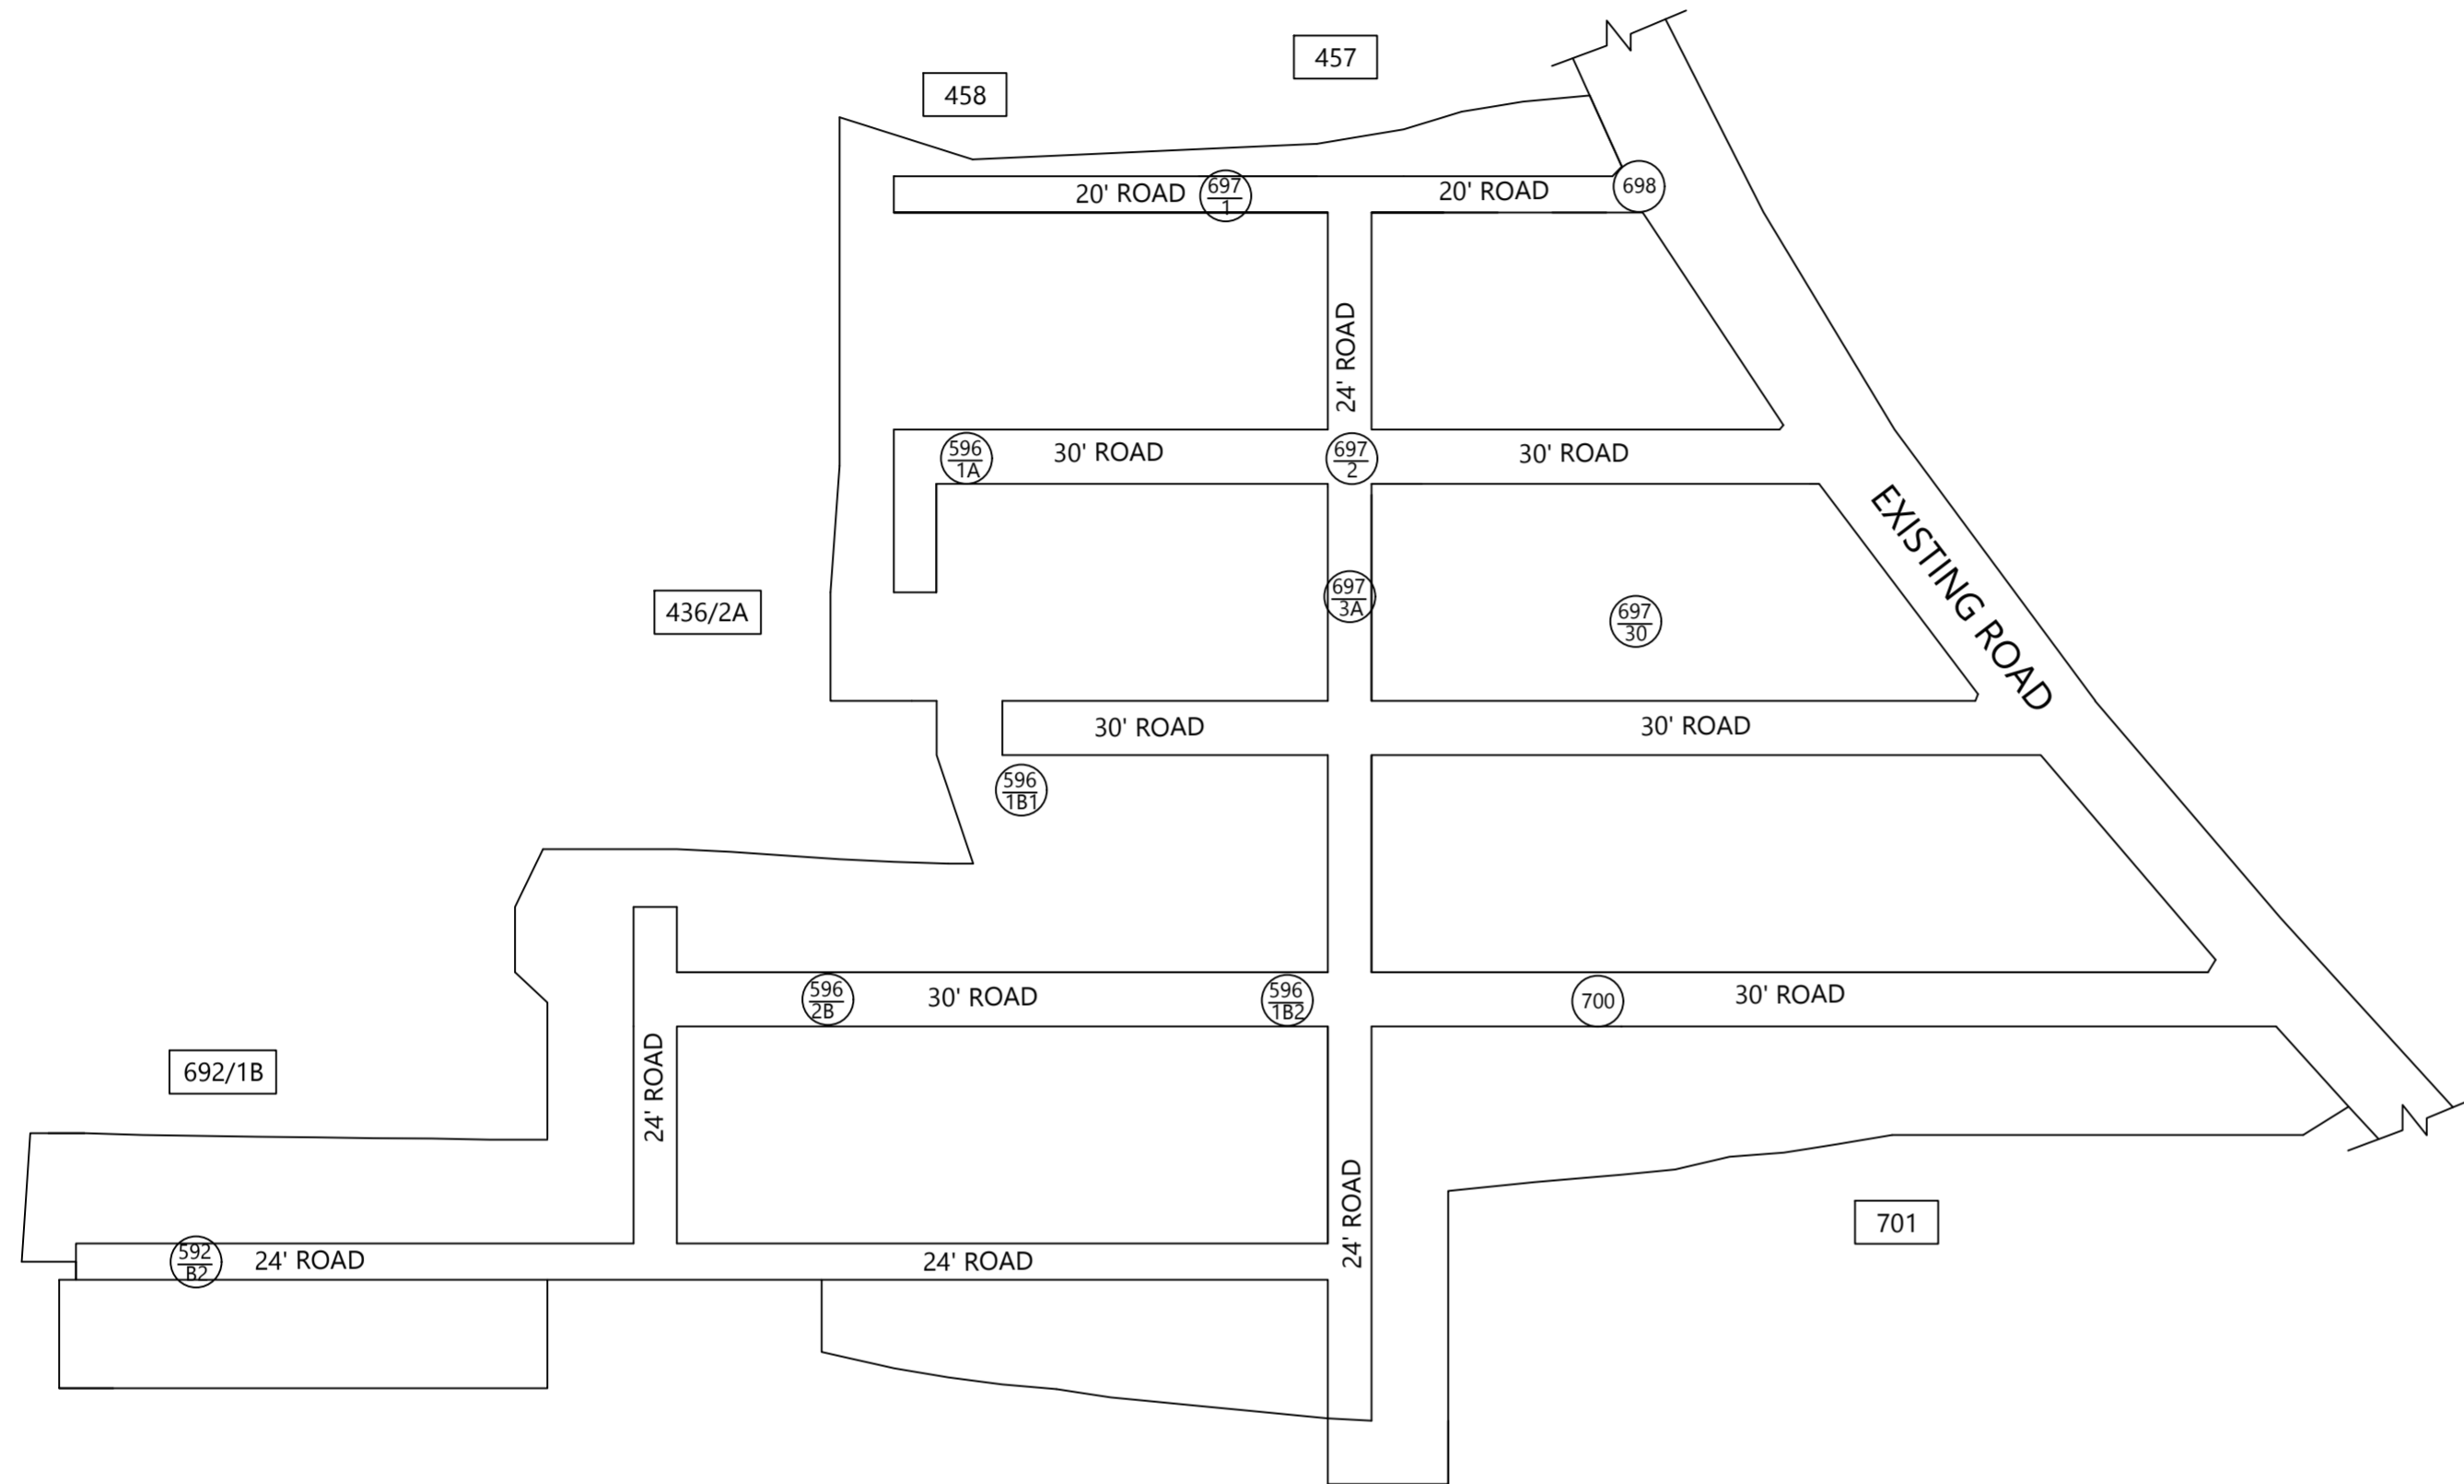 457
458
20' ROAD
697
1
20' ROAD
698
24' ROAD
596
1A
30' ROAD
697
2
30' ROAD
EXISTING ROAD
697
3A
697
30
436/2A
30' ROAD
30' ROAD
596
1B1
596
2B
30' ROAD
596
1B2
700
30' ROAD
24' ROAD
692/1B
24' ROAD
701
592
B2
24' ROAD
24' ROAD